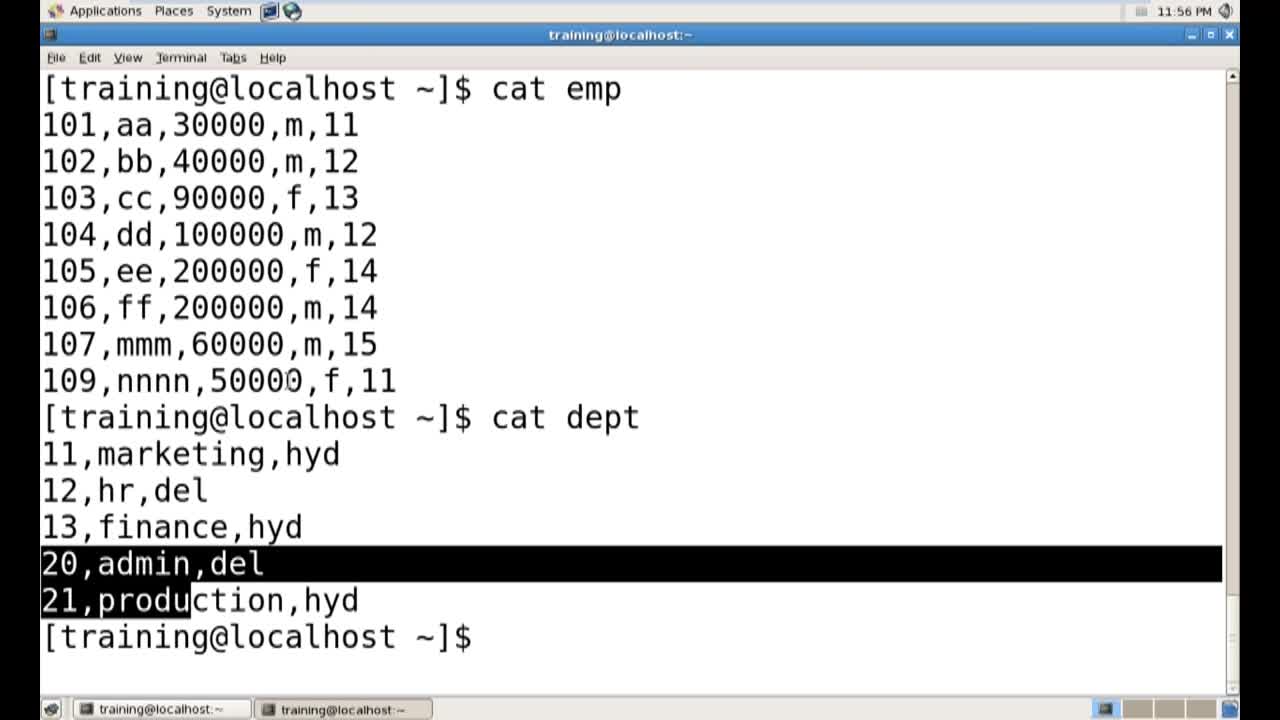 Applications Places System 11:56 PM
training@localhost:~
File Edit View Terminal Tabs Help
[training@localhost ~]$ cat emp
101,aa,30000,m,11
102,bb,40000,m,12
103,cc,90000,f,13
104,dd,100000,m,12
105,ee,200000,f,14
106,ff,200000,m,14
107,mmm,60000,m,15
109,nnnn,50000,f,11
[training@localhost ~]$ cat dept
11,marketing,hyd
12,hr,del
13,finance,hyd
20,admin,del
21,production,hyd
[training@localhost ~]$
training@localhost:~ training@localhost:~